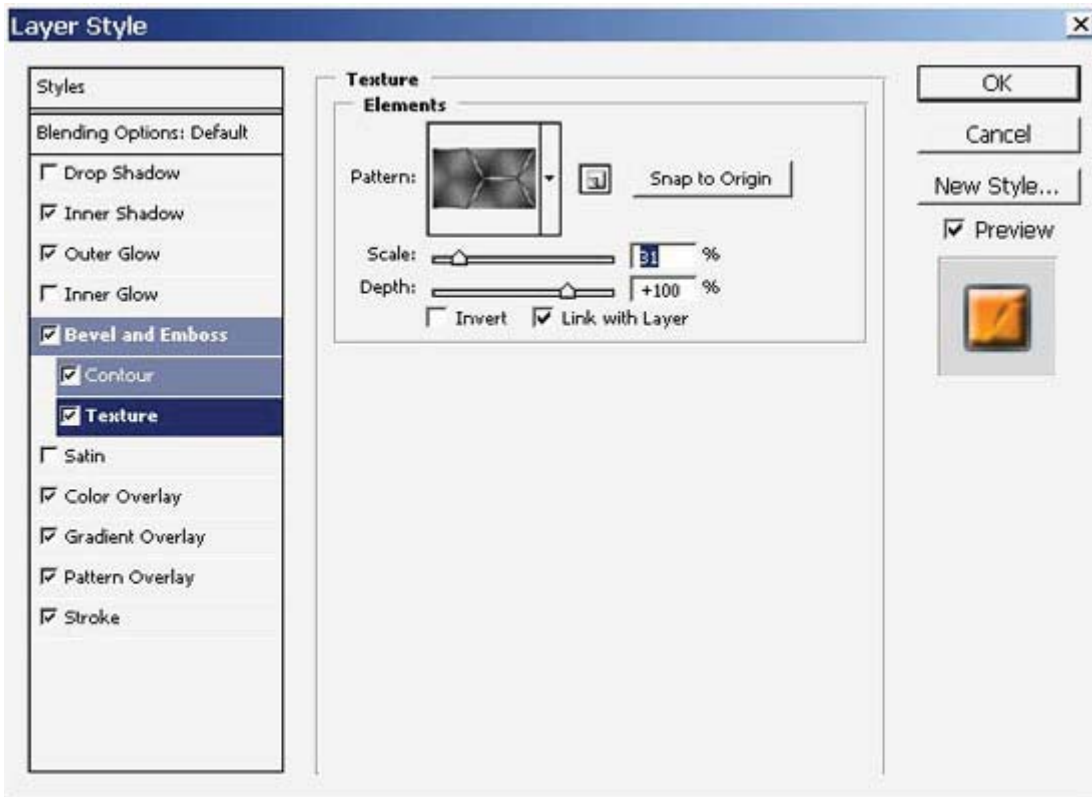 Layer Style
Styles
Blending Options: Default
Drop Shadow
Inner Shadow
Outer Glow
Inner Glow
Bevel and Emboss
Contour
Texture
Satin
Color Overlay
Gradient Overlay
Pattern Overlay
Stroke
Texture
Elements
Pattern:
Snap to Origin
Scale: 31 %
Depth: +100 %
Invert Link with Layer
OK
Cancel
New Style...
Preview